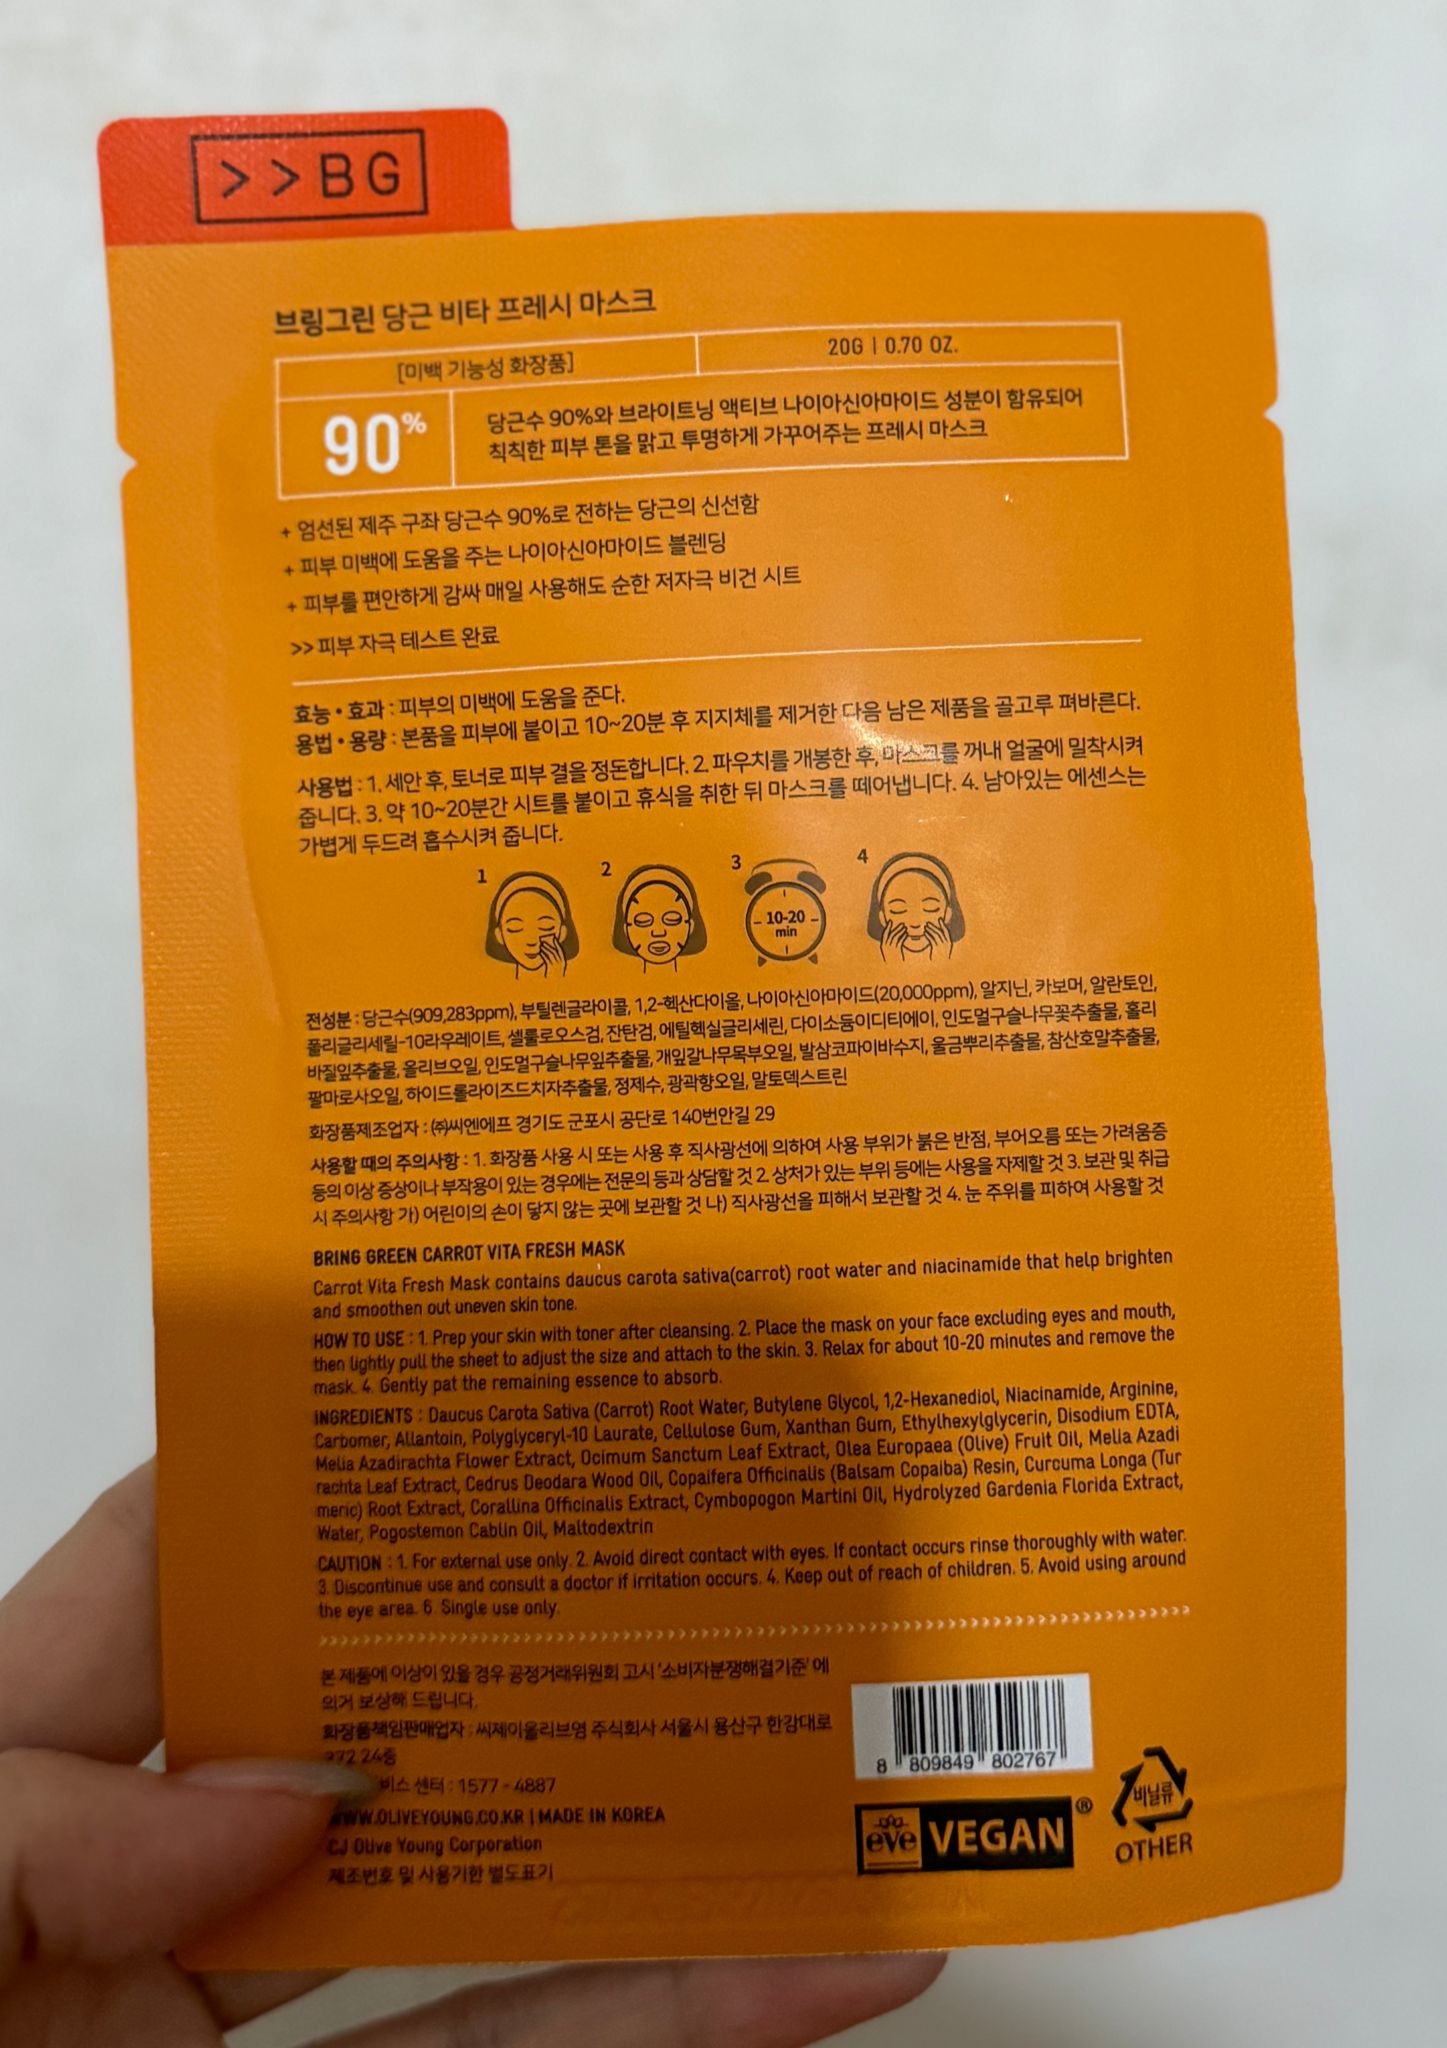 >>BG
브링그린 당근 비타 프레시 마스크
[미백 기능성 화장품]
20G | 0.70 OZ.
90%
당근수 90%와 브라이트닝 액티브 나이아신아마이드 성분이 함유되어
칙칙한 피부 톤을 맑고 투명하게 가꾸어주는 프레시 마스크
+ 엄선된 제주 구좌 당근수 90%로 전하는 당근의 신선함
+ 피부 미백에 도움을 주는 나이아신아마이드 블렌딩
+ 피부를 편안하게 감싸 매일 사용해도 순한 저자극 비건 시트
>> 피부 자극 테스트 완료
효능 • 효과 : 피부의 미백에 도움을 준다.
용법 • 용량 : 본품을 피부에 붙이고 10~20분 후 지지체를 제거한 다음 남은 제품을 골고루 펴바른다.
사용법 : 1. 세안 후, 토너로 피부 결을 정돈합니다. 2. 파우치를 개봉한 후, 마스크를 꺼내 얼굴에 밀착시켜
줍니다. 3. 약 10~20분간 시트를 붙이고 휴식을 취한 뒤 마스크를 떼어냅니다. 4. 남아있는 에센스는
가볍게 두드려 흡수시켜 줍니다.
1
2
3
4
10-20
min
전성분 : 당근수(909,283ppm), 부틸렌글라이콜, 1,2-헥산다이올, 나이아신아마이드(20,000ppm), 알지닌, 카보머, 알란토인,
폴리글리세릴-10라우레이트, 셀룰로오스검, 잔탄검, 에틸헥실글리세린, 다이소듐이디티에이, 인도멀구슬나무꽃추출물, 홀리
바질잎추출물, 올리브오일, 인도멀구슬나무잎추출물, 개잎갈나무목부오일, 발삼코파이바수지, 울금뿌리추출물, 참산호말추출물,
팔마로사오일, 하이드롤라이즈드치자추출물, 정제수, 광곽향오일, 말토덱스트린
화장품제조업자 : ㈜씨엔에프 경기도 군포시 공단로 140번안길 29
사용할 때의 주의사항 : 1. 화장품 사용 시 또는 사용 후 직사광선에 의하여 사용 부위가 붉은 반점, 부어오름 또는 가려움증
등의 이상 증상이나 부작용이 있는 경우에는 전문의 등과 상담할 것 2. 상처가 있는 부위 등에는 사용을 자제할 것 3. 보관 및 취급
시 주의사항 가) 어린이의 손이 닿지 않는 곳에 보관할 것 나) 직사광선을 피해서 보관할 것 4. 눈 주위를 피하여 사용할 것
BRING GREEN CARROT VITA FRESH MASK
Carrot Vita Fresh Mask contains daucus carota sativa(carrot) root water and niacinamide that help brighten
and smoothen out uneven skin tone.
HOW TO USE : 1. Prep your skin with toner after cleansing. 2. Place the mask on your face excluding eyes and mouth,
then lightly pull the sheet to adjust the size and attach to the skin. 3. Relax for about 10-20 minutes and remove the
mask. 4. Gently pat the remaining essence to absorb.
INGREDIENTS : Daucus Carota Sativa (Carrot) Root Water, Butylene Glycol, 1,2-Hexanediol, Niacinamide, Arginine,
Carbomer, Allantoin, Polyglyceryl-10 Laurate, Cellulose Gum, Xanthan Gum, Ethylhexylglycerin, Disodium EDTA,
Melia Azadirachta Flower Extract, Ocimum Sanctum Leaf Extract, Olea Europaea (Olive) Fruit Oil, Melia Azadi
rachta Leaf Extract, Cedrus Deodara Wood Oil, Copaifera Officinalis (Balsam Copaiba) Resin, Curcuma Longa (Tur
meric) Root Extract, Corallina Officinalis Extract, Cymbopogon Martini Oil, Hydrolyzed Gardenia Florida Extract,
Water, Pogostemon Cablin Oil, Maltodextrin
CAUTION : 1. For external use only. 2. Avoid direct contact with eyes. If contact occurs rinse thoroughly with water.
3. Discontinue use and consult a doctor if irritation occurs. 4. Keep out of reach of children. 5. Avoid using around
the eye area. 6. Single use only.
본 제품에 이상이 있을 경우 공정거래위원회 고시 '소비자분쟁해결기준'에
의거 보상해 드립니다.
화장품책임판매업자 : 씨제이올리브영 주식회사 서울시 용산구 한강대로
372 24층
비스 센터 : 1577 - 4887
WWW.OLIVEYOUNG.CO.KR | MADE IN KOREA
CJ Olive Young Corporation
제조번호 및 사용기한 별도표기
8 809849 802767
eve VEGAN ®
비닐류
OTHER